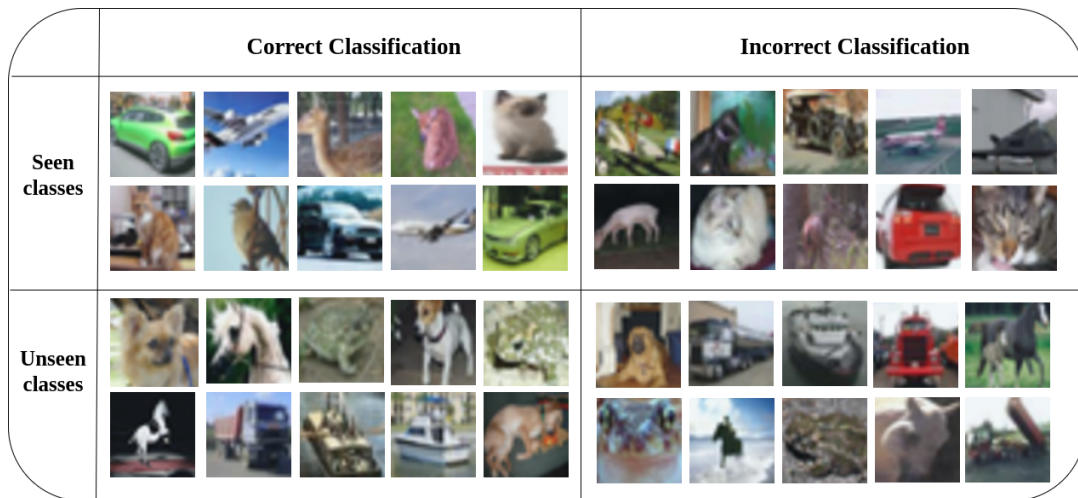 Correct Classification
Incorrect Classification
Seen
classes
Unseen
classes